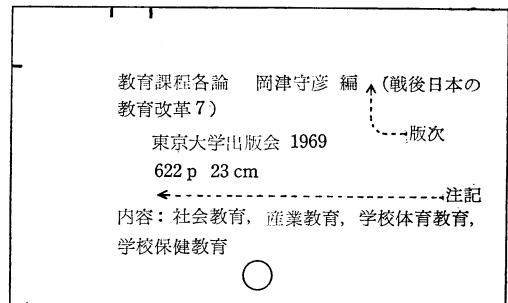 教育課程各論　岡津守彦 編　(戦後日本の
教育改革7)
版次
東京大学出版会 1969
622 p 23 cm
注記
内容：社会教育，産業教育，学校体育教育，
学校保健教育